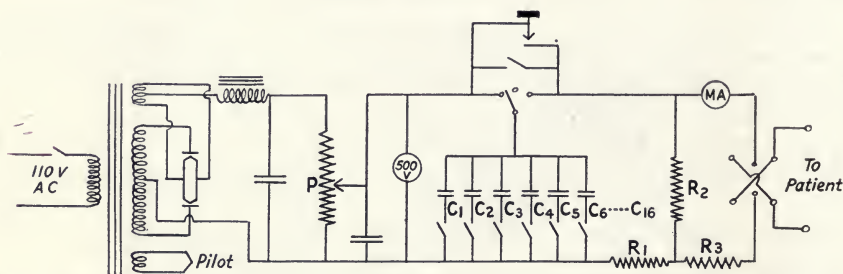 110 V
AC
Pilot
P
500
V
C1 C2 C3 C4 C5 C6-----C16
R1
R2
R3
MA
To
Patient